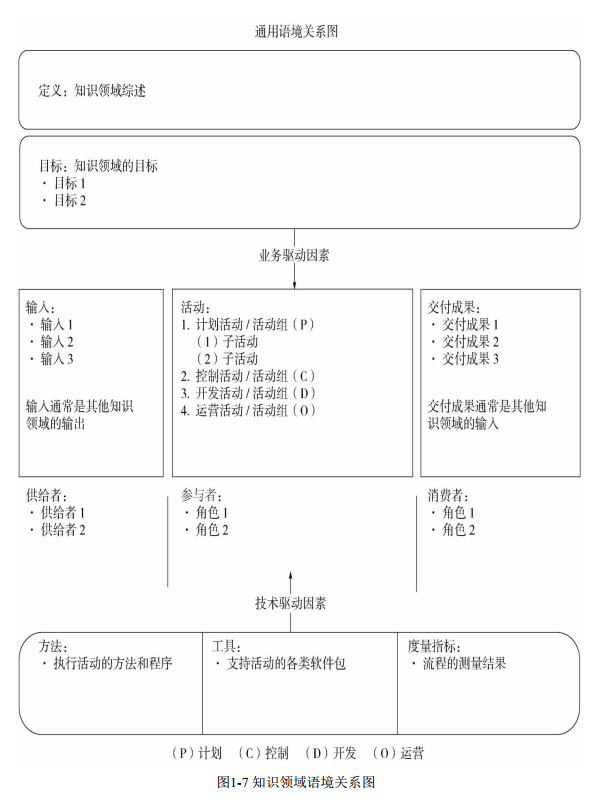 通用语境关系图
定义：知识领域综述
目标：知识领域的目标
· 目标 1
· 目标 2
业务驱动因素
输入：
· 输入 1
· 输入 2
· 输入 3
输入通常是其他知识
领域的输出
活动：
1. 计划活动 / 活动组（P）
（1）子活动
（2）子活动
2. 控制活动 / 活动组（C）
3. 开发活动 / 活动组（D）
4. 运营活动 / 活动组（O）
交付成果：
· 交付成果 1
· 交付成果 2
· 交付成果 3
交付成果通常是其他知
识领域的输入
供给者：
· 供给者 1
· 供给者 2
参与者：
· 角色 1
· 角色 2
消费者：
· 角色 1
· 角色 2
技术驱动因素
方法：
· 执行活动的方法和程序
工具：
· 支持活动的各类软件包
度量指标：
· 流程的测量结果
（P）计划 （C）控制 （D）开发 （O）运营
图1-7 知识领域语境关系图